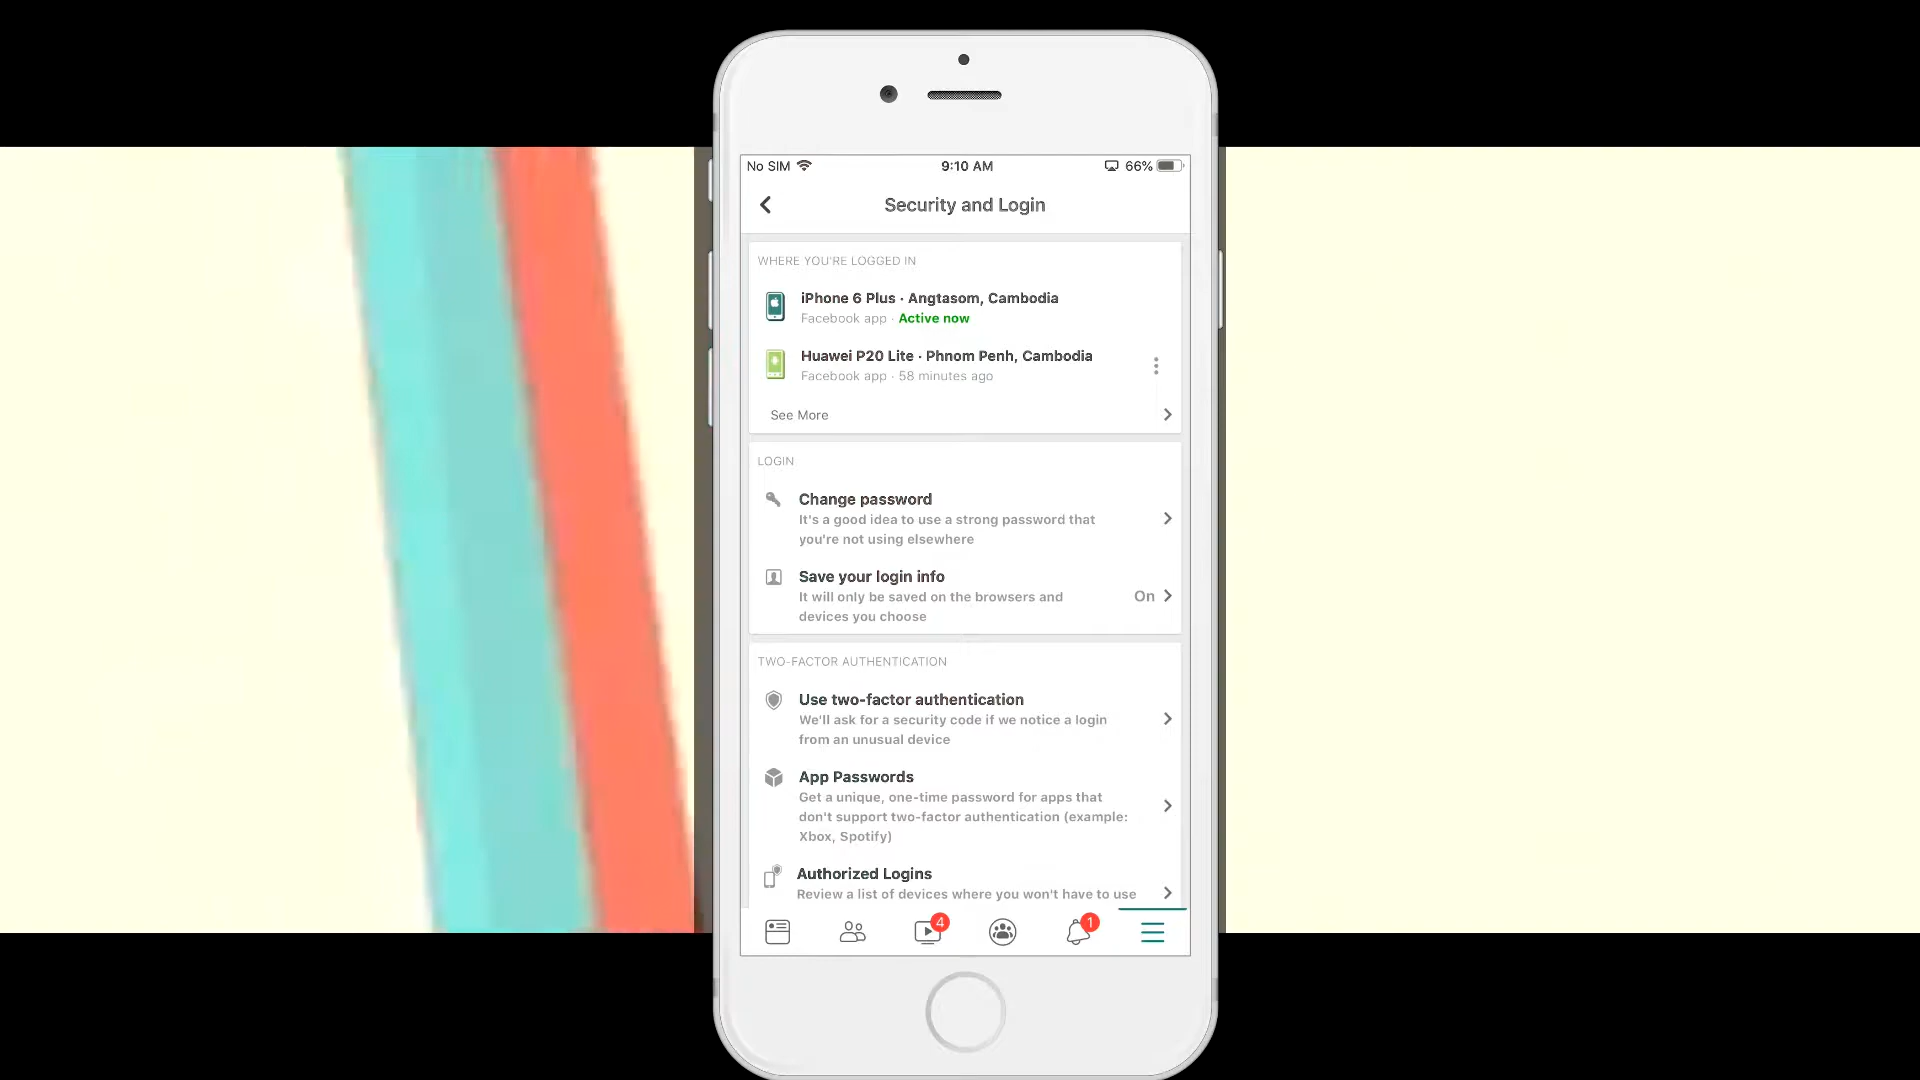 No SIM 9:10 AM 66%
Security and Login
WHERE YOU'RE LOGGED IN
iPhone 6 Plus · Angtasom, Cambodia
Facebook app · Active now
Huawei P20 Lite · Phnom Penh, Cambodia
Facebook app · 58 minutes ago
See More
LOGIN
Change password
It's a good idea to use a strong password that
you're not using elsewhere
Save your login info
It will only be saved on the browsers and
devices you choose
On
TWO-FACTOR AUTHENTICATION
Use two-factor authentication
We'll ask for a security code if we notice a login
from an unusual device
App Passwords
Get a unique, one-time password for apps that
don't support two-factor authentication (example:
Xbox, Spotify)
Authorized Logins
Review a list of devices where you won't have to use
4 1